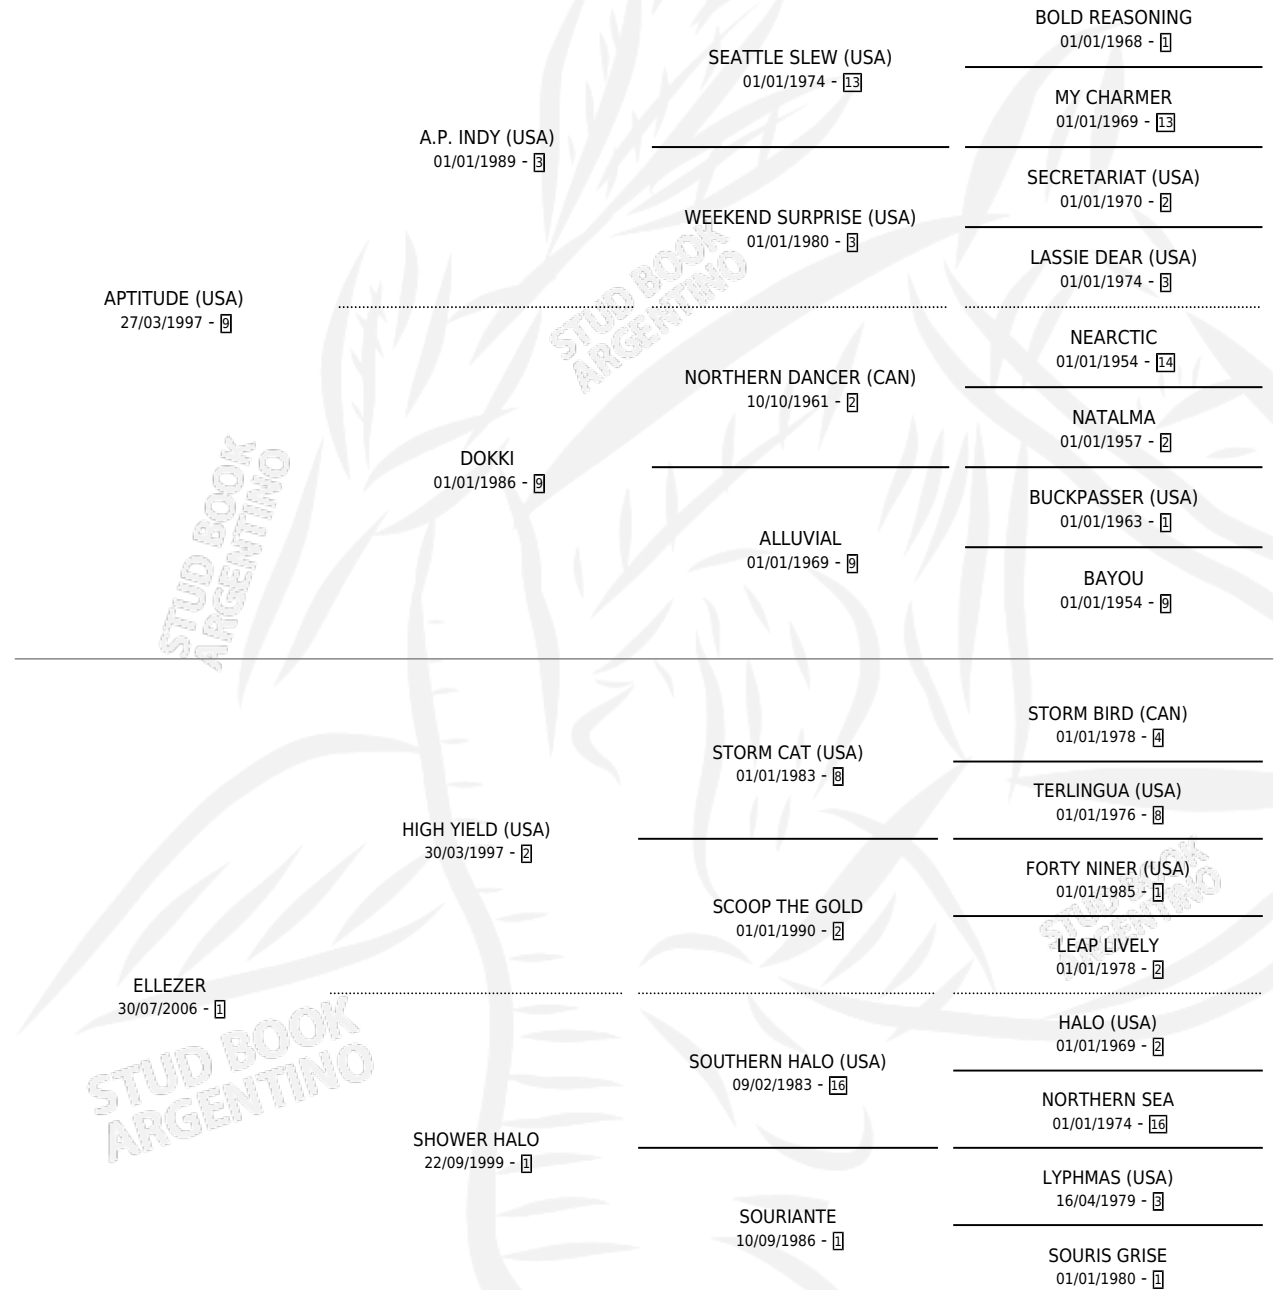 BOLD REASONING
01/01/1968 - 1
SEATTLE SLEW (USA)
01/01/1974 - 13
MY CHARMER
01/01/1969 - 13
A.P. INDY (USA)
01/01/1989 - 3
SECRETARIAT (USA)
01/01/1970 - 2
WEEKEND SURPRISE (USA)
01/01/1980 - 3
LASSIE DEAR (USA)
01/01/1974 - 3
STUD BOOK
ARGENTINO
APTITUDE (USA)
27/03/1997 - 9
NEARCTIC
01/01/1954 - 14
NORTHERN DANCER (CAN)
10/10/1961 - 2
NATALMA
01/01/1957 - 2
DOKKI
01/01/1986 - 9
BUCKPASSER (USA)
01/01/1963 - 1
ALLUVIAL
01/01/1969 - 9
BAYOU
01/01/1954 - 9
STUD BOOK
ARGENTINO
STORM BIRD (CAN)
01/01/1978 - 4
STORM CAT (USA)
01/01/1983 - 8
TERLINGUA (USA)
01/01/1976 - 8
HIGH YIELD (USA)
30/03/1997 - 2
FORTY NINER (USA)
01/01/1985 - 1
SCOOP THE GOLD
01/01/1990 - 2
LEAP LIVELY
01/01/1978 - 2
STUD BOOK
ARGENTINO
ELLEZER
30/07/2006 - 1
HALO (USA)
01/01/1969 - 2
SOUTHERN HALO (USA)
09/02/1983 - 16
NORTHERN SEA
01/01/1974 - 16
STUD BOOK
ARGENTINO
SHOWER HALO
22/09/1999 - 1
LYPHMAS (USA)
16/04/1979 - 3
SOURIANTE
10/09/1986 - 1
SOURIS GRISE
01/01/1980 - 1